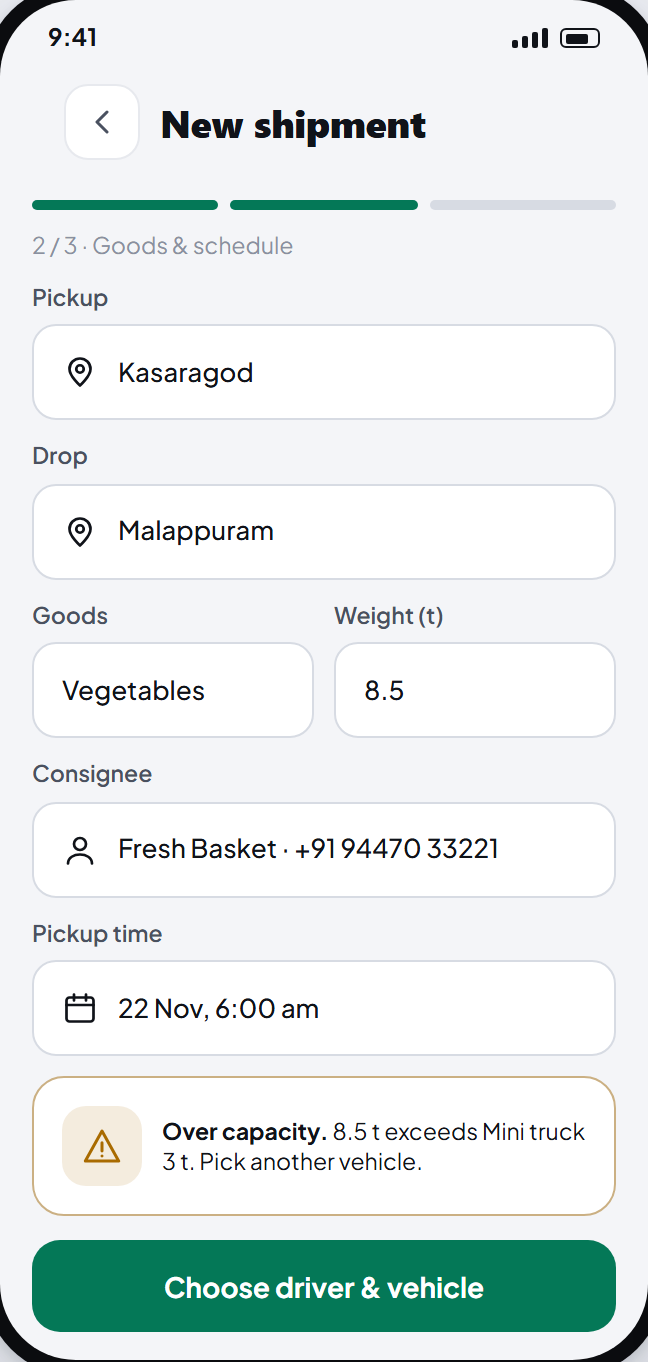 9:41
New shipment
2 / 3 · Goods & schedule
Pickup
Kasaragod
Drop
Malappuram
Goods
Weight (t)
Vegetables
8.5
Consignee
Fresh Basket · +91 94470 33221
Pickup time
22 Nov, 6:00 am
Over capacity. 8.5 t exceeds Mini truck
3 t. Pick another vehicle.
Choose driver & vehicle